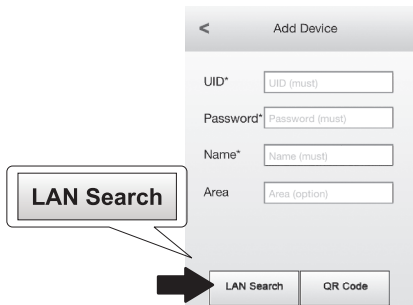 < Add Device
UID* UID (must)
Password* Password (must)
Name* Name (must)
Area Area (option)
LAN Search
LAN Search QR Code